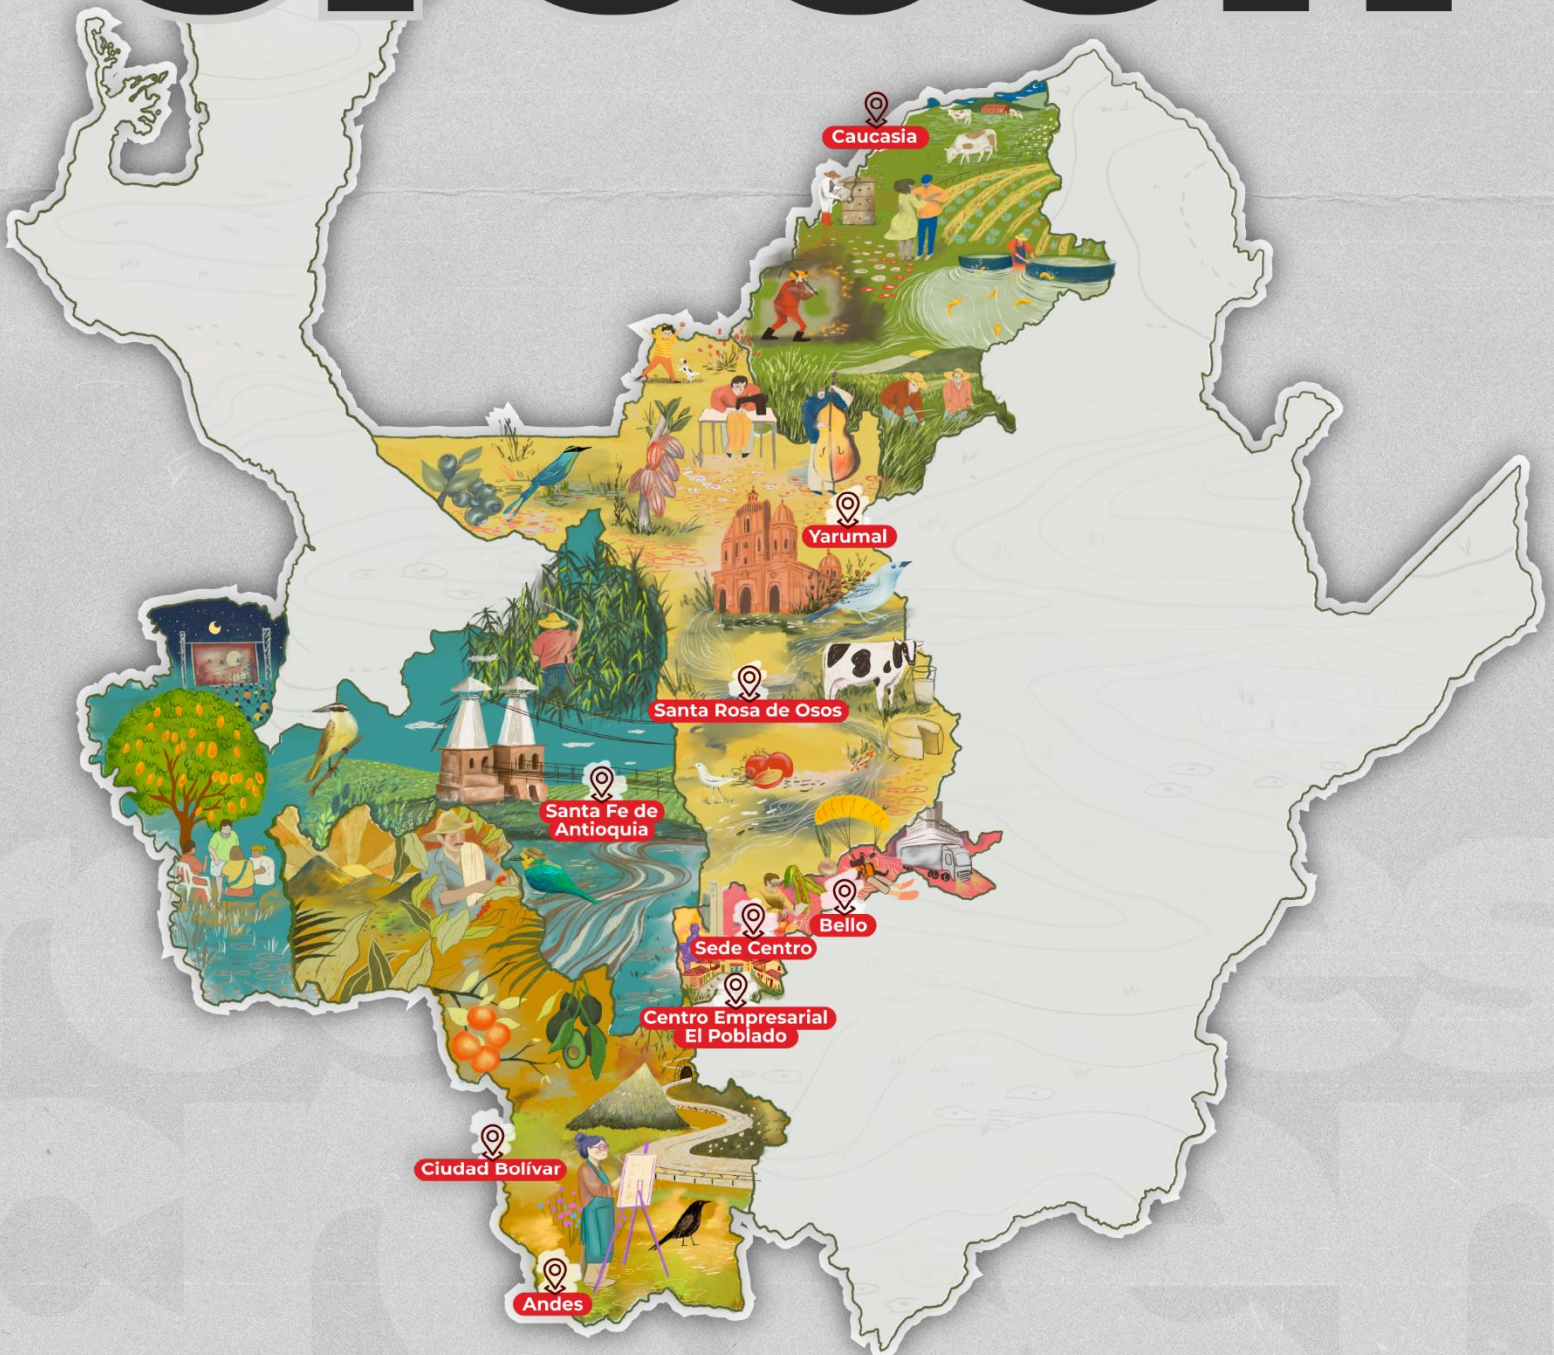 Caucasia
Yarumal
Santa Rosa de Osos
Santa Fe de
Antioquia
Bello
Sede Centro
Centro Empresarial
El Poblado
Ciudad Bolívar
Andes